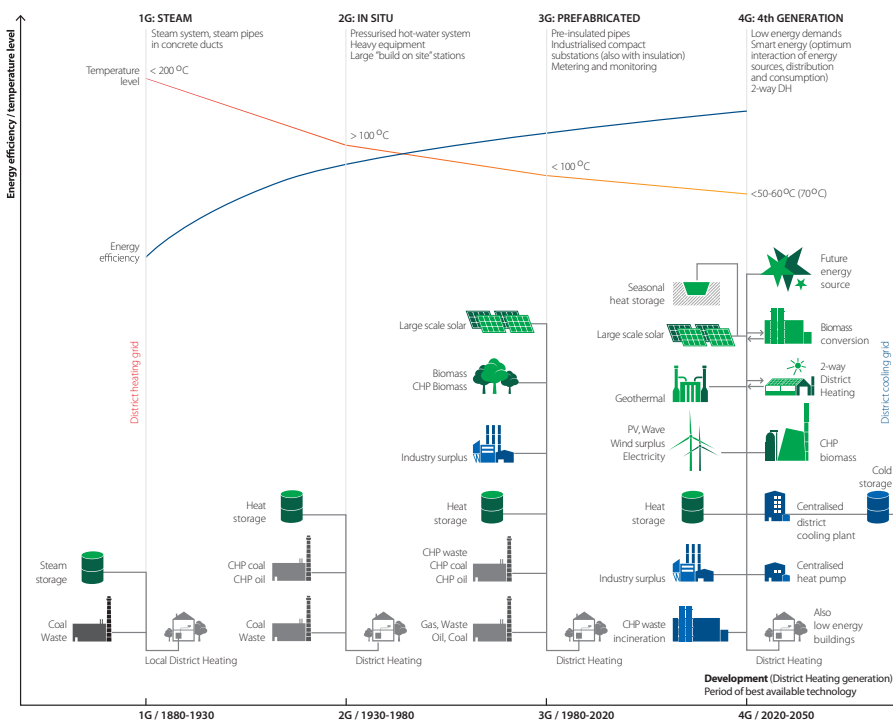 Energy efficiency / temperature level
1G: STEAM
Steam system, steam pipes
in concrete ducts
2G: IN SITU
Pressurised hot-water system
Heavy equipment
Large "build on site" stations
3G: PREFABRICATED
Pre-insulated pipes
Industrialised compact
substations (also with insulation)
Metering and monitoring
4G: 4th GENERATION
Low energy demands
Smart energy (optimum
interaction of energy
sources, distribution
and consumption)
2-way DH
Temperature
level
< 200 °C
> 100 °C
< 100 °C
<50-60°C (70°C)
Energy
efficiency
District heating grid
District cooling grid
Steam
storage
Coal
Waste
Local District Heating
Heat
storage
CHP coal
CHP oil
Coal
Waste
District Heating
Large scale solar
Biomass
CHP Biomass
Industry surplus
Heat
storage
CHP waste
CHP coal
CHP oil
Gas, Waste
Oil, Coal
District Heating
Seasonal
heat storage
Large scale solar
Geothermal
PV, Wave
Wind surplus
Electricity
Heat
storage
Industry surplus
CHP waste
incineration
Future
energy
source
Biomass
conversion
2-way
District
Heating
CHP
biomass
Cold
storage
Centralised
district
cooling plant
Centralised
heat pump
Also
low energy
buildings
District Heating
Development (District Heating generation)
Period of best available technology
1G / 1880-1930
2G / 1930-1980
3G / 1980-2020
4G / 2020-2050